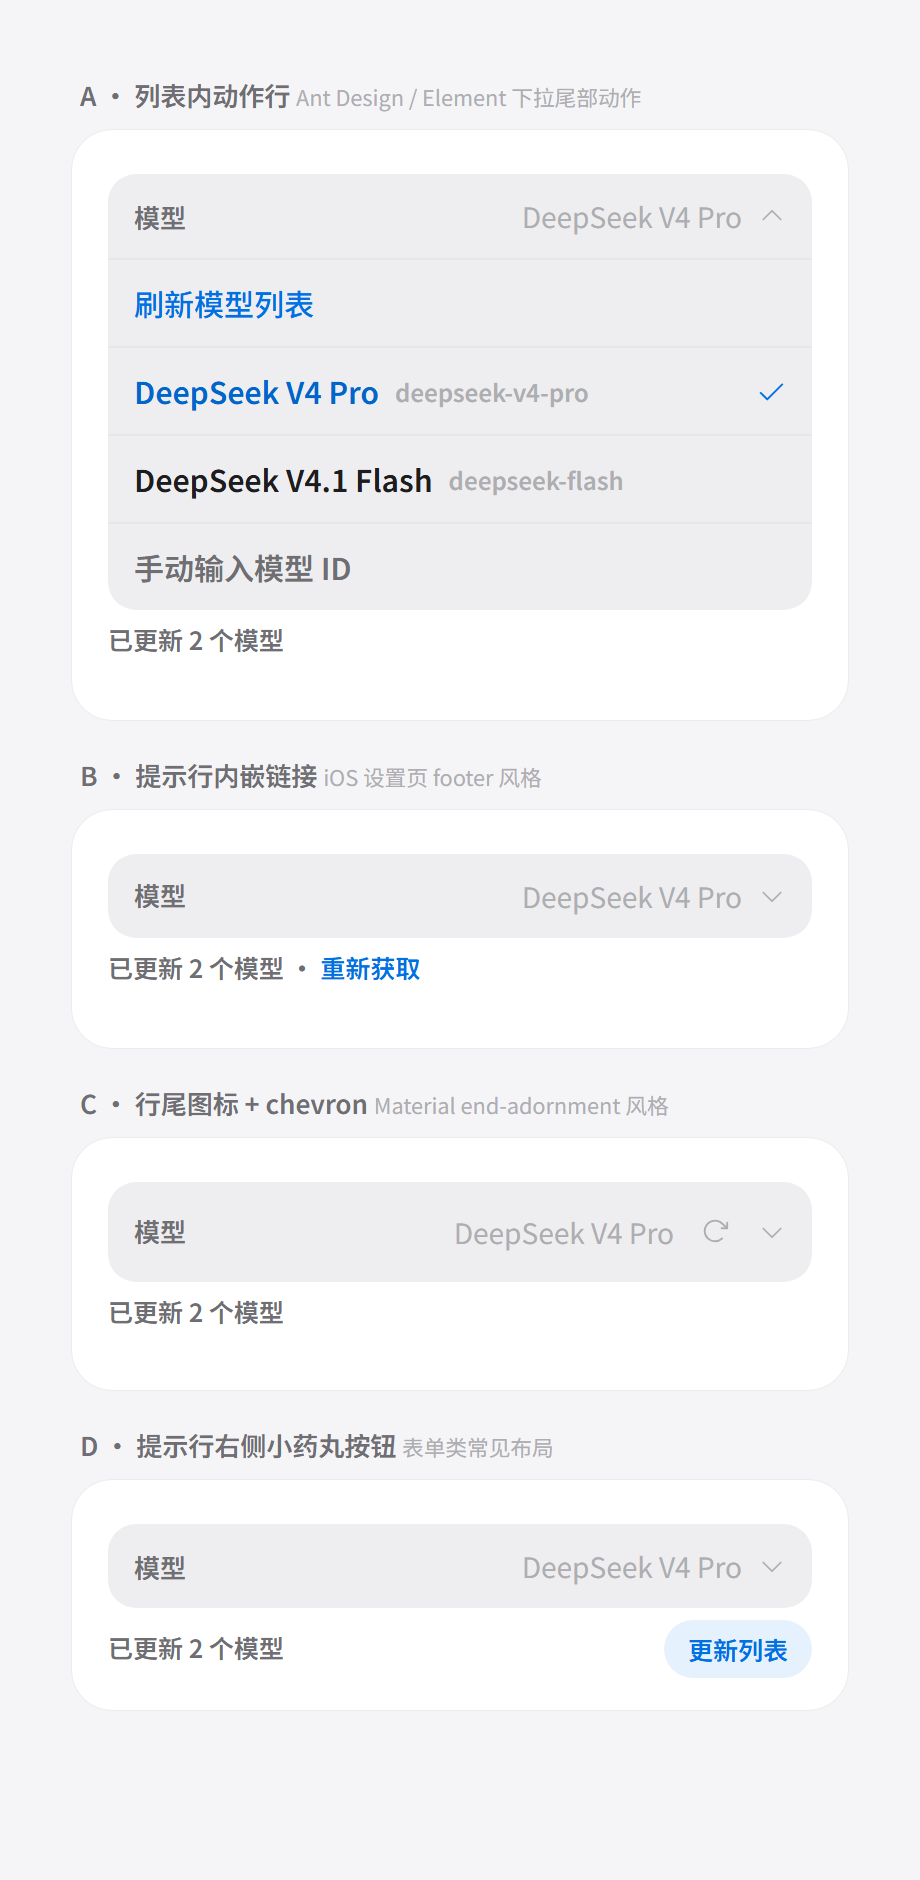 A · 列表内动作行 Ant Design / Element 下拉尾部动作
模型 DeepSeek V4 Pro
刷新模型列表
DeepSeek V4 Pro deepseek-v4-pro
DeepSeek V4.1 Flash deepseek-flash
手动输入模型 ID
已更新 2 个模型
B · 提示行内嵌链接 iOS 设置页 footer 风格
模型 DeepSeek V4 Pro
已更新 2 个模型 · 重新获取
C · 行尾图标 + chevron Material end-adornment 风格
模型 DeepSeek V4 Pro
已更新 2 个模型
D · 提示行右侧小药丸按钮 表单类常见布局
模型 DeepSeek V4 Pro
已更新 2 个模型 更新列表